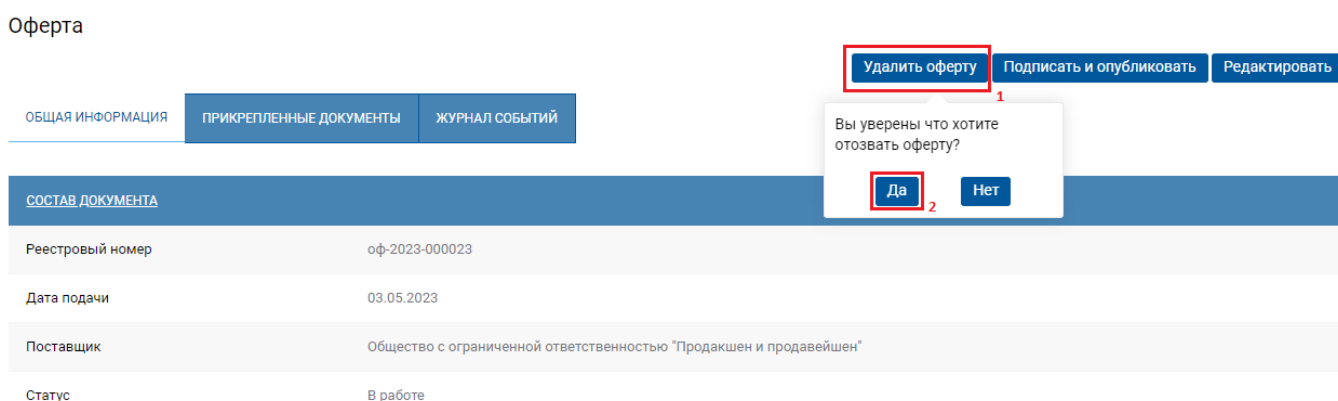 Оферта
Удалить оферту Подписать и опубликовать Редактировать
1
ОБЩАЯ ИНФОРМАЦИЯ ПРИКРЕПЛЕННЫЕ ДОКУМЕНТЫ ЖУРНАЛ СОБЫТИЙ
Вы уверены что хотите
отозвать оферту?
Да Нет
2
СОСТАВ ДОКУМЕНТА
Реестровый номер оф-2023-000023
Дата подачи 03.05.2023
Поставщик Общество с ограниченной ответственностью "Продакшен и продавейшен"
Статус В работе